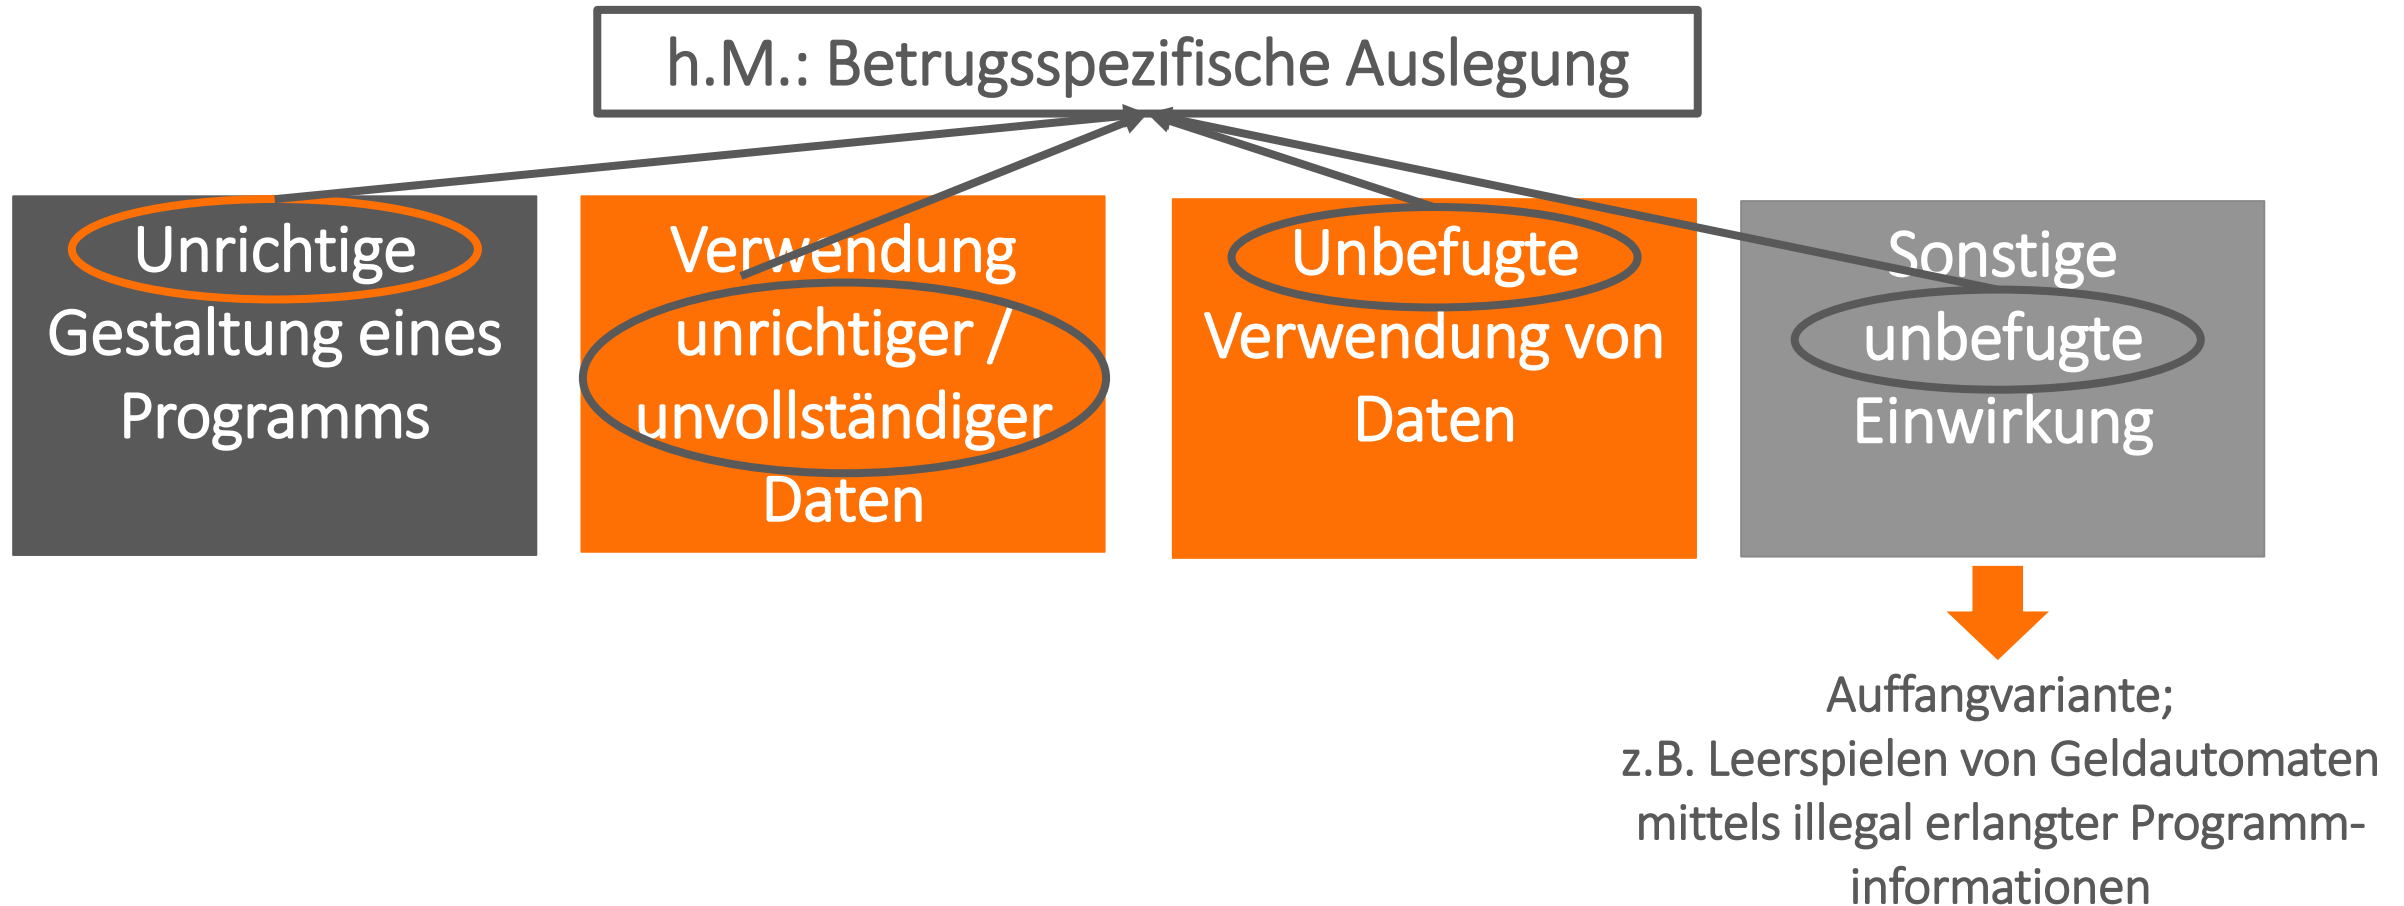 h.M.: Betrugsspezifische Auslegung
Unrichtige
Gestaltung eines
Programms
Verwendung
unrichtiger /
unvollständiger
Daten
Unbefugte
Verwendung von
Daten
Sonstige
unbefugte
Einwirkung
Auffangvariante;
z.B. Leerspielen von Geldautomaten
mittels illegal erlangter Programm-
informationen